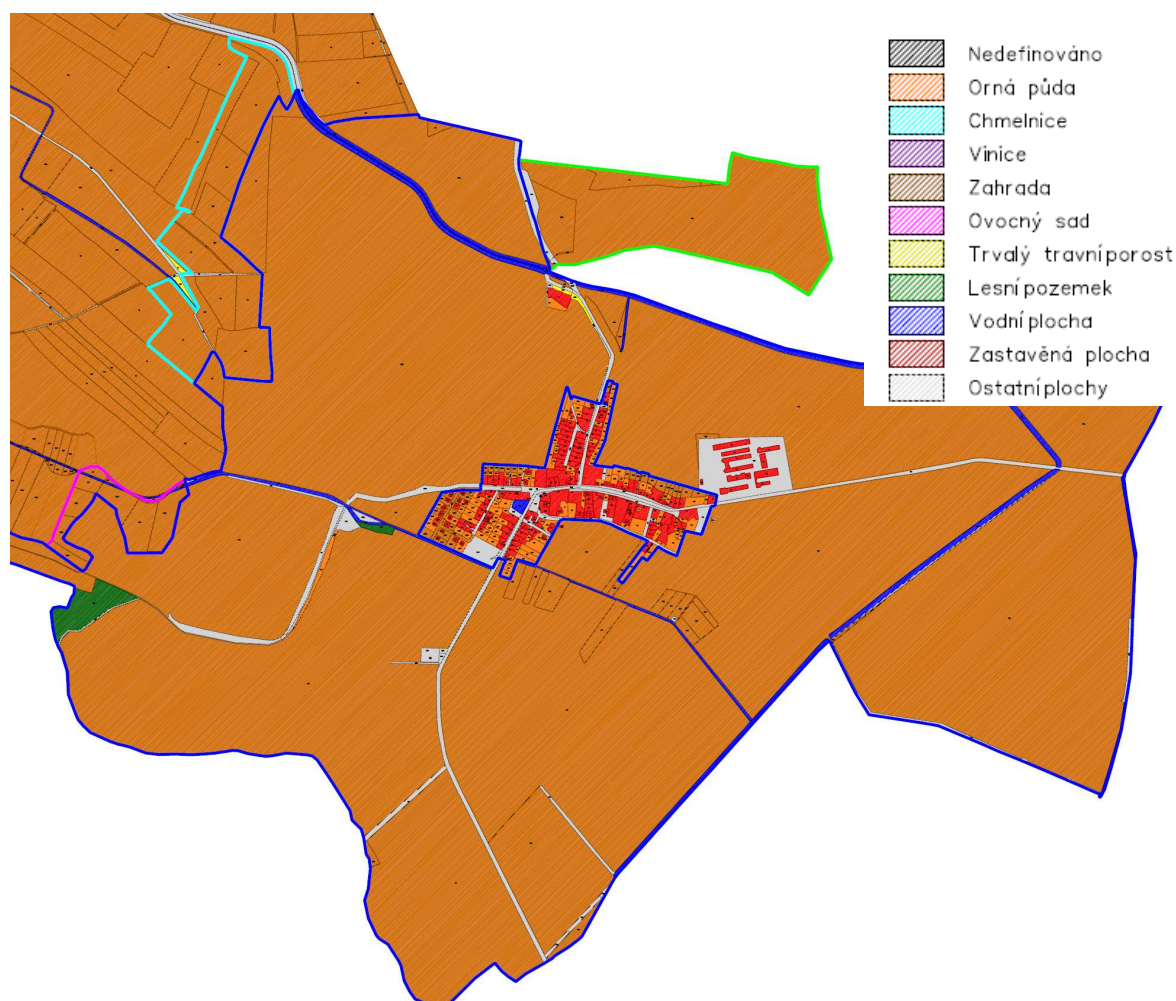 Nedefinováno
Orná půda
Chmelnice
Vinice
Zahrada
Ovocný sad
Trvalý travní porost
Lesní pozemek
Vodní plocha
Zastavěná plocha
Ostatní plochy